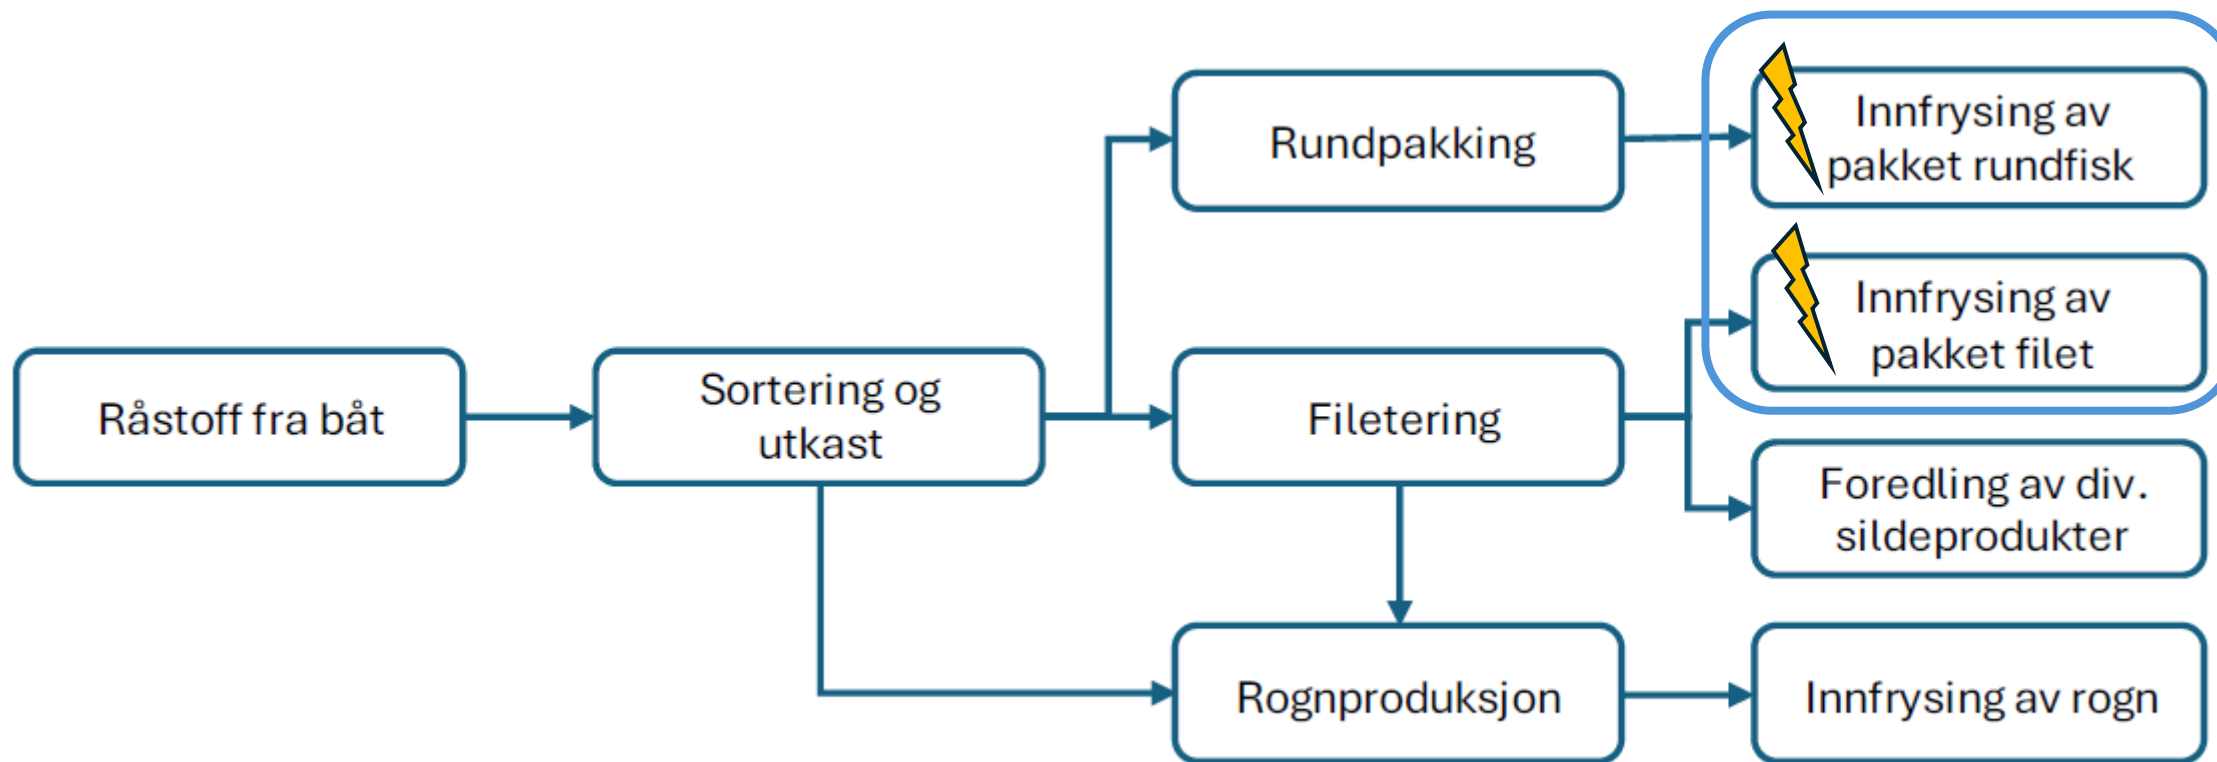 Råstoff fra båt
Sortering og
utkast
Rundpakking
Filetering
Rognproduksjon
Innfrysing av
pakket rundfisk
Innfrysing av
pakket filet
Foredling av div.
sildeprodukter
Innfrysing av rogn